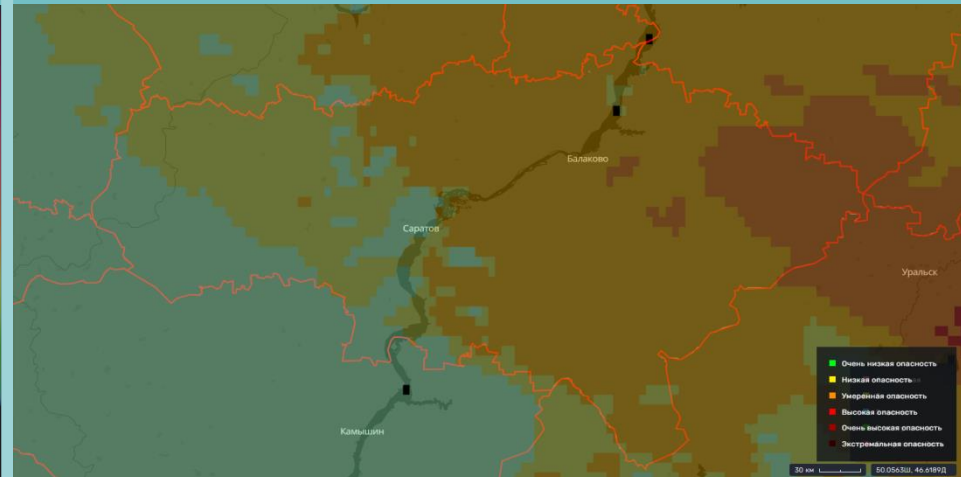 Балаково
Саратов
Уральск
Камышин
Очень низкая опасность
Низкая опасность
Умеренная опасность
Высокая опасность
Очень высокая опасность
Экстремальная опасность
30 км
50.0563Ш, 46.6189Д